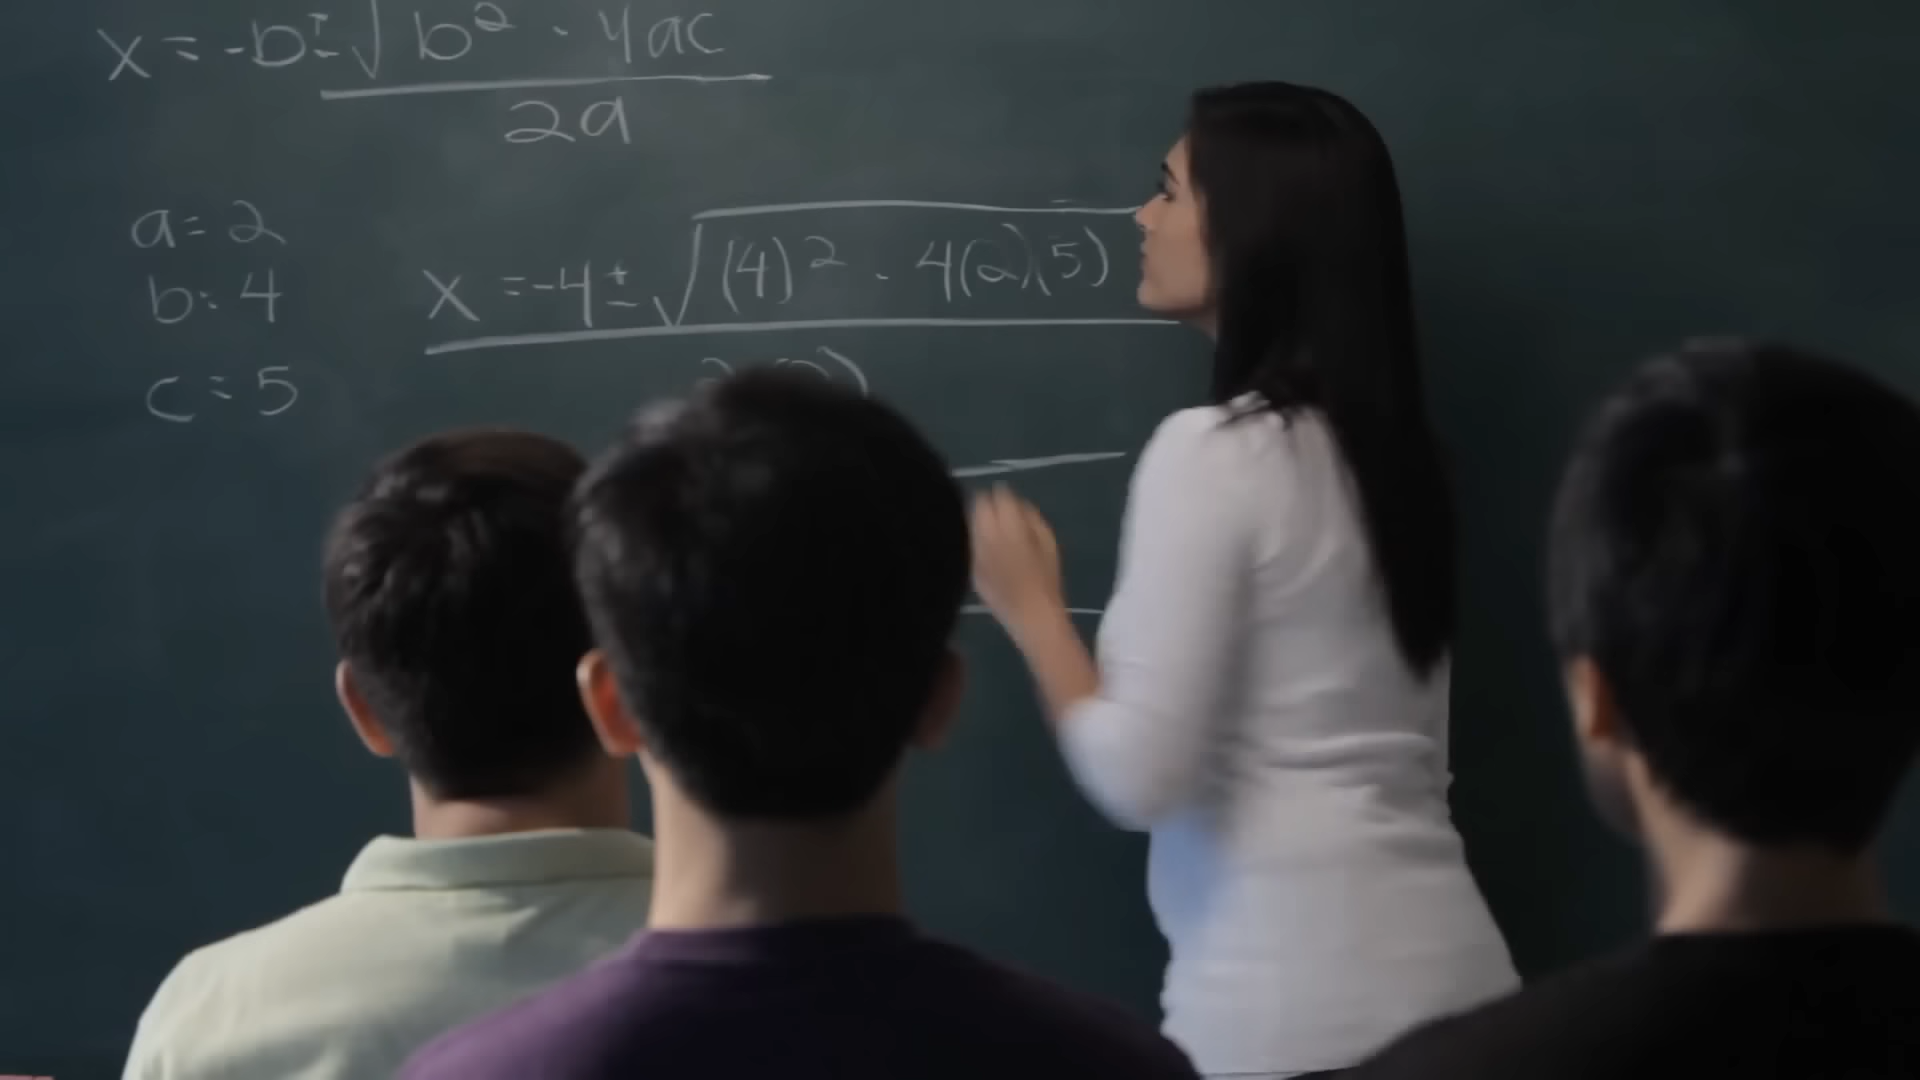 x = -b ± √ b² - 4ac
2a
a = 2
b: 4
c = 5
x = -4 ± √ (4)² - 4(2)(5)